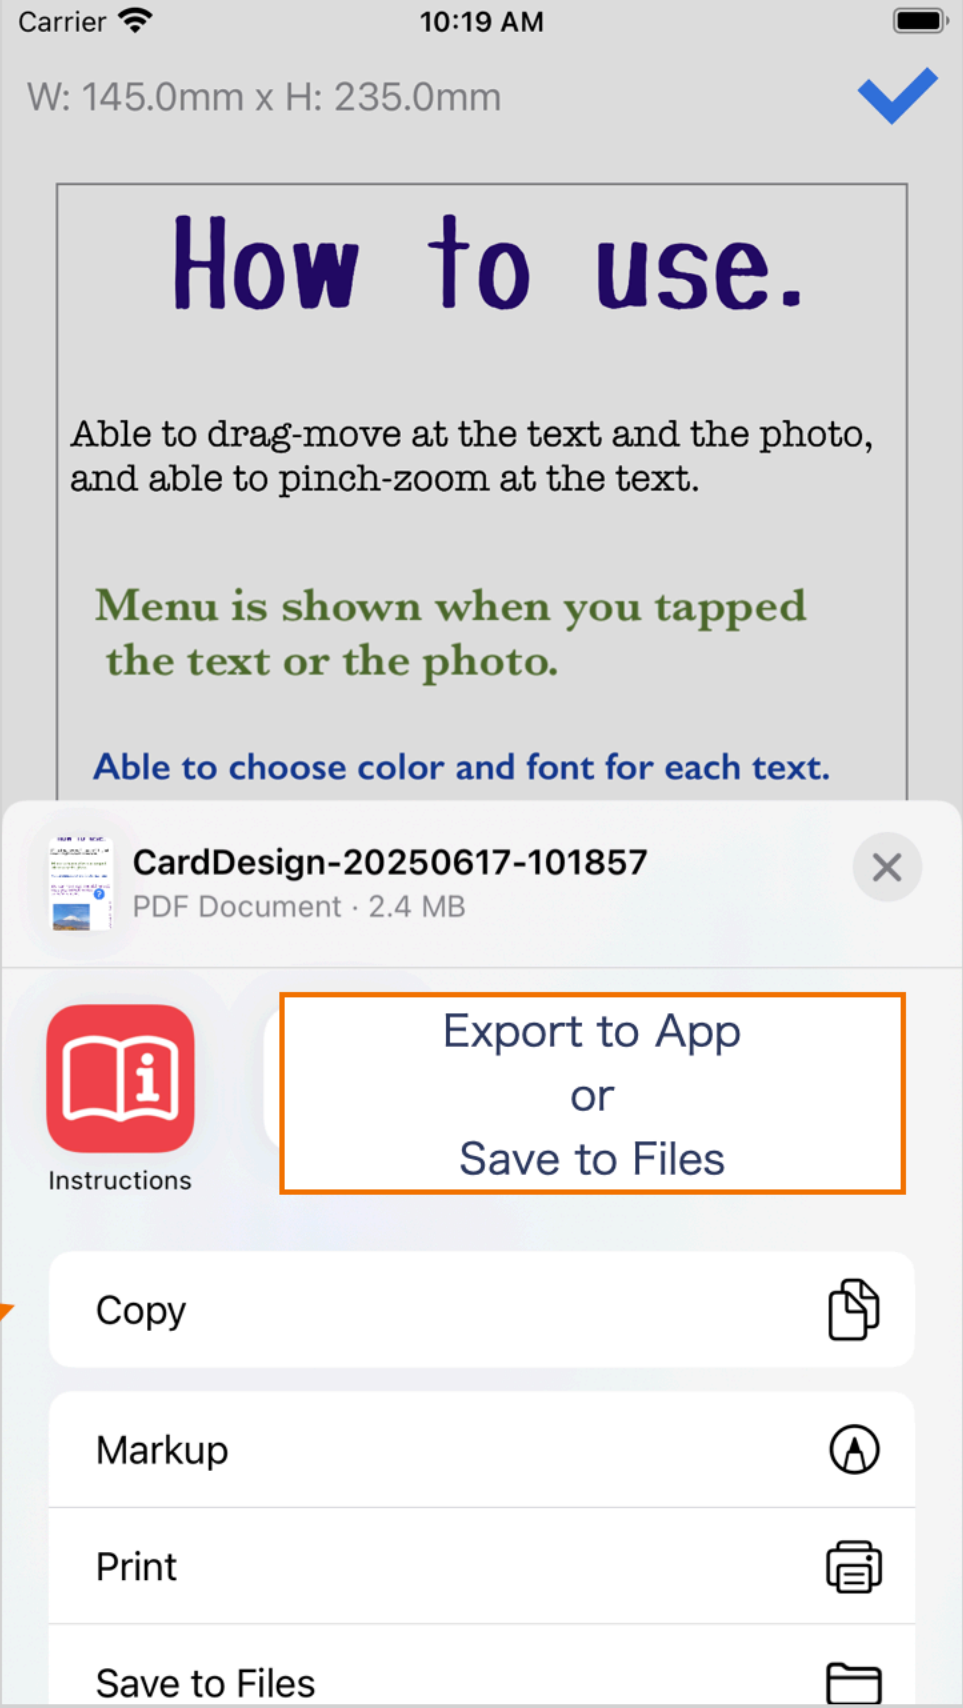 Carrier 10:19 AM
W: 145.0mm x H: 235.0mm
How to use.
Able to drag-move at the text and the photo,
and able to pinch-zoom at the text.
Menu is shown when you tapped
the text or the photo.
Able to choose color and font for each text.
CardDesign-20250617-101857
PDF Document · 2.4 MB
Instructions
Export to App
or
Save to Files
Copy
Markup
Print
Save to Files